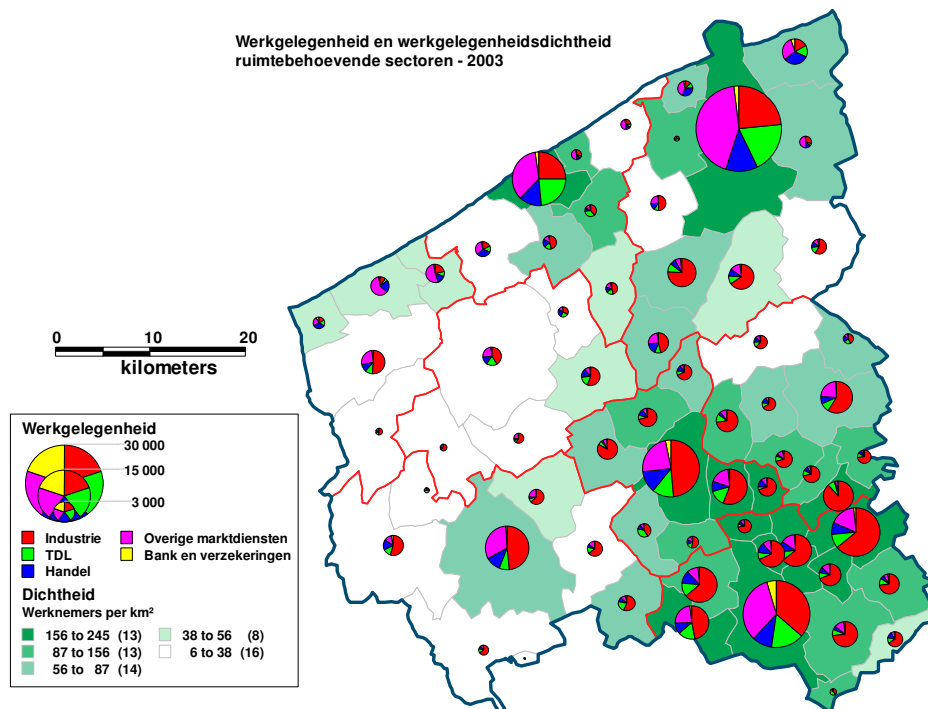 Werkgelegenheid en werkgelegenheidsdichtheid
ruimtebehoevende sectoren - 2003
0 10 20
kilometers
Werkgelegenheid
30 000
15 000
3 000
Industrie
TDL
Handel
Overige marktdiensten
Bank en verzekeringen
Dichtheid
Werknemers per km²
156 to 245 (13)
87 to 156 (13)
56 to 87 (14)
38 to 56 (8)
6 to 38 (16)